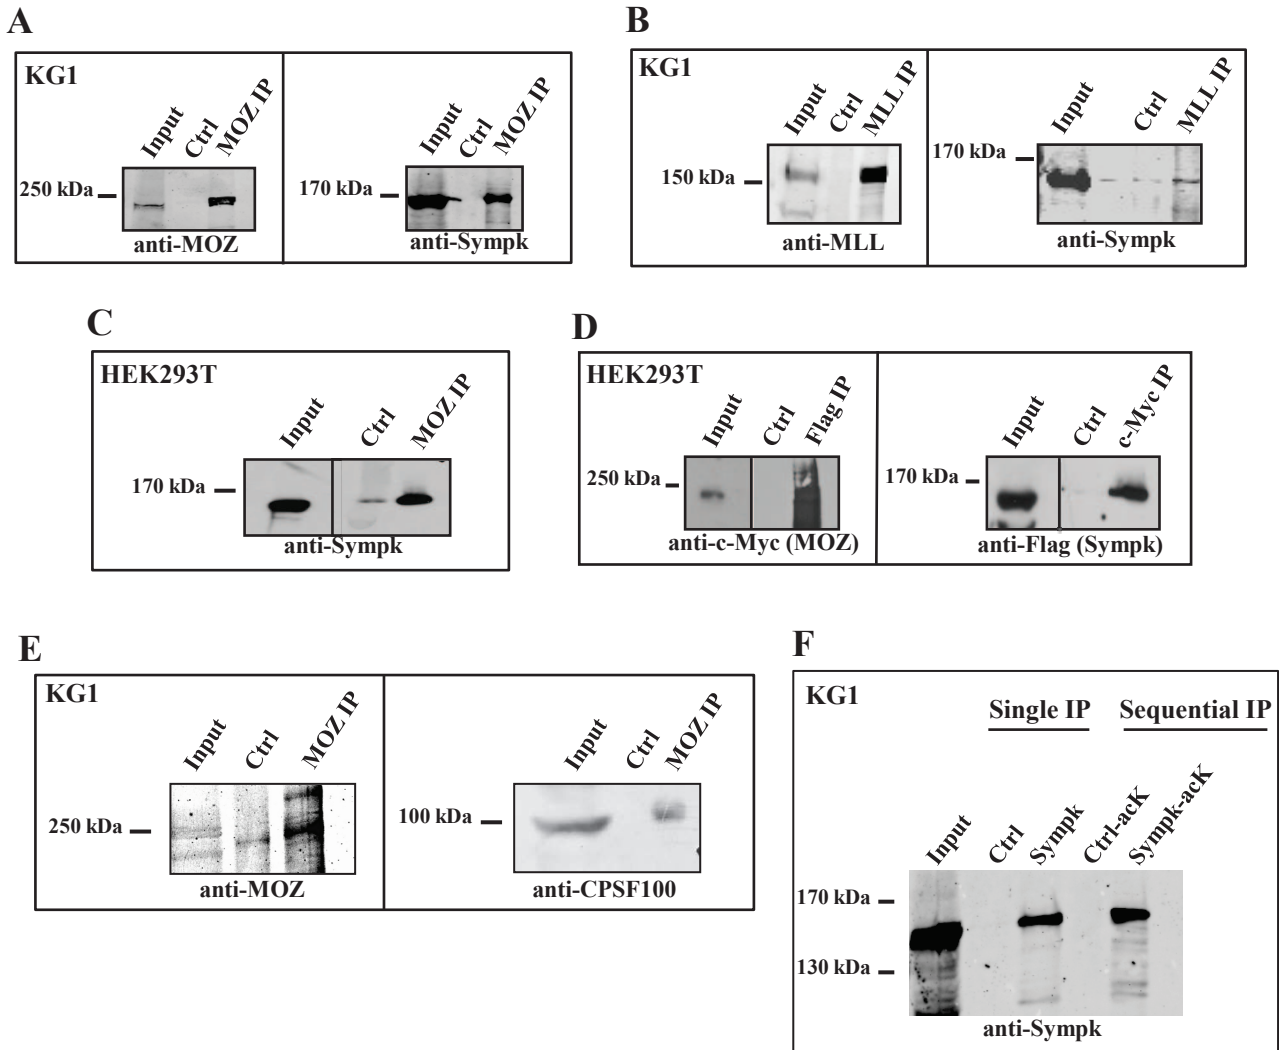 A
KG1
Input
Ctrl
MOZ IP
250 kDa
anti-MOZ
Input
Ctrl
MOZ IP
170 kDa
anti-Sympk
B
KG1
Input
Ctrl
MLL IP
150 kDa
anti-MLL
Input
Ctrl
MLL IP
170 kDa
anti-Sympk
C
HEK293T
Input
Ctrl
MOZ IP
170 kDa
anti-Sympk
D
HEK293T
Input
Ctrl
Flag IP
250 kDa
anti-c-Myc (MOZ)
Input
Ctrl
c-Myc IP
170 kDa
anti-Flag (Sympk)
E
KG1
Input
Ctrl
MOZ IP
250 kDa
anti-MOZ
Input
Ctrl
MOZ IP
100 kDa
anti-CPSF100
F
KG1
Single IP
Sequential IP
Input
Ctrl
Sympk
Ctrl-acK
Sympk-acK
170 kDa
130 kDa
anti-Sympk